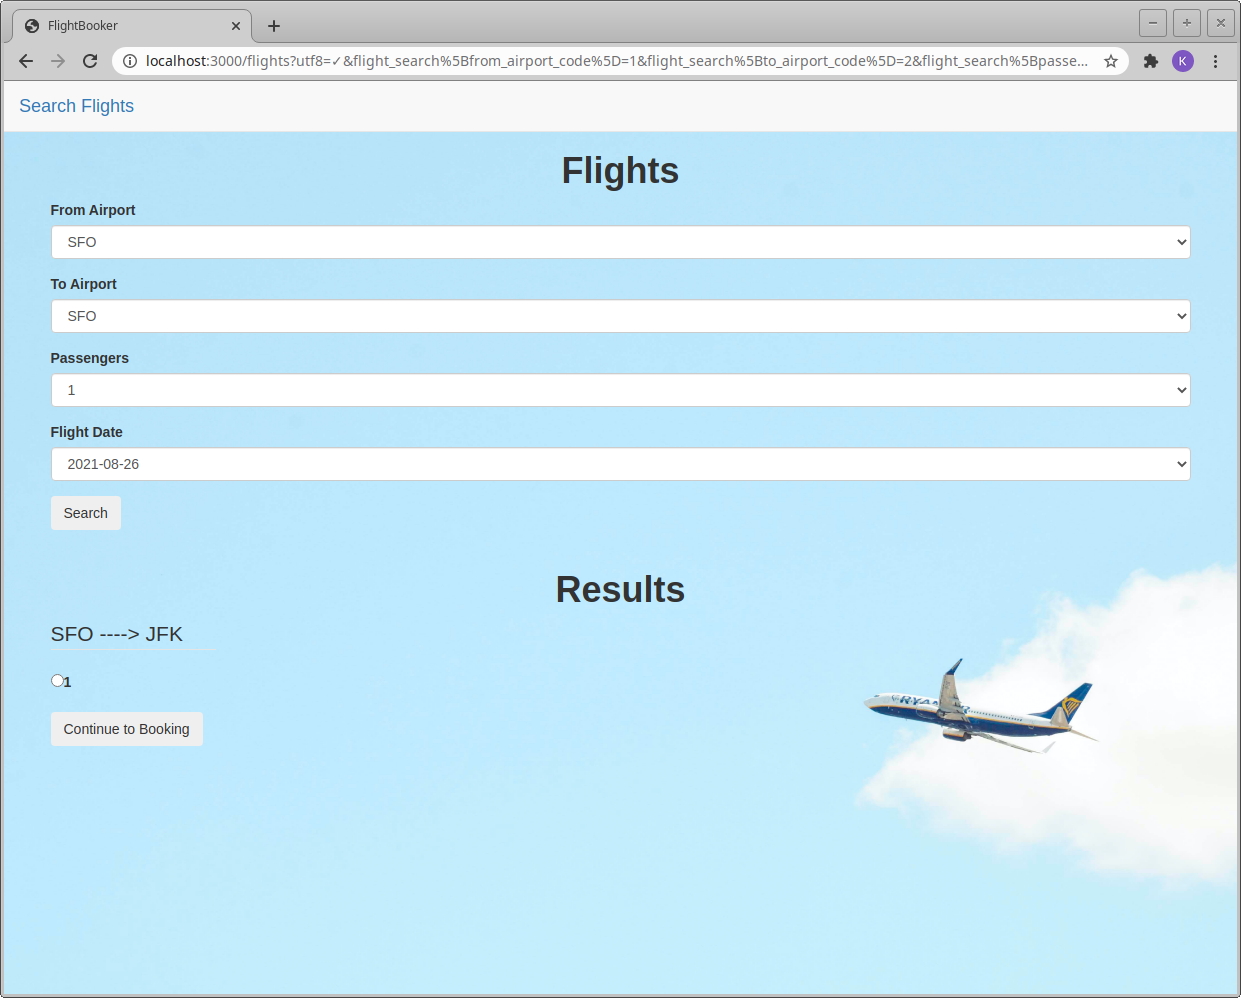 FlightBooker
localhost:3000/flights?utf8=✓&flight_search%5Bfrom_airport_code%5D=1&flight_search%5Bto_airport_code%5D=2&flight_search%5Bpasse...
K
Search Flights
Flights
From Airport
SFO
To Airport
SFO
Passengers
1
Flight Date
2021-08-26
Search
Results
SFO ----> JFK
1
Continue to Booking